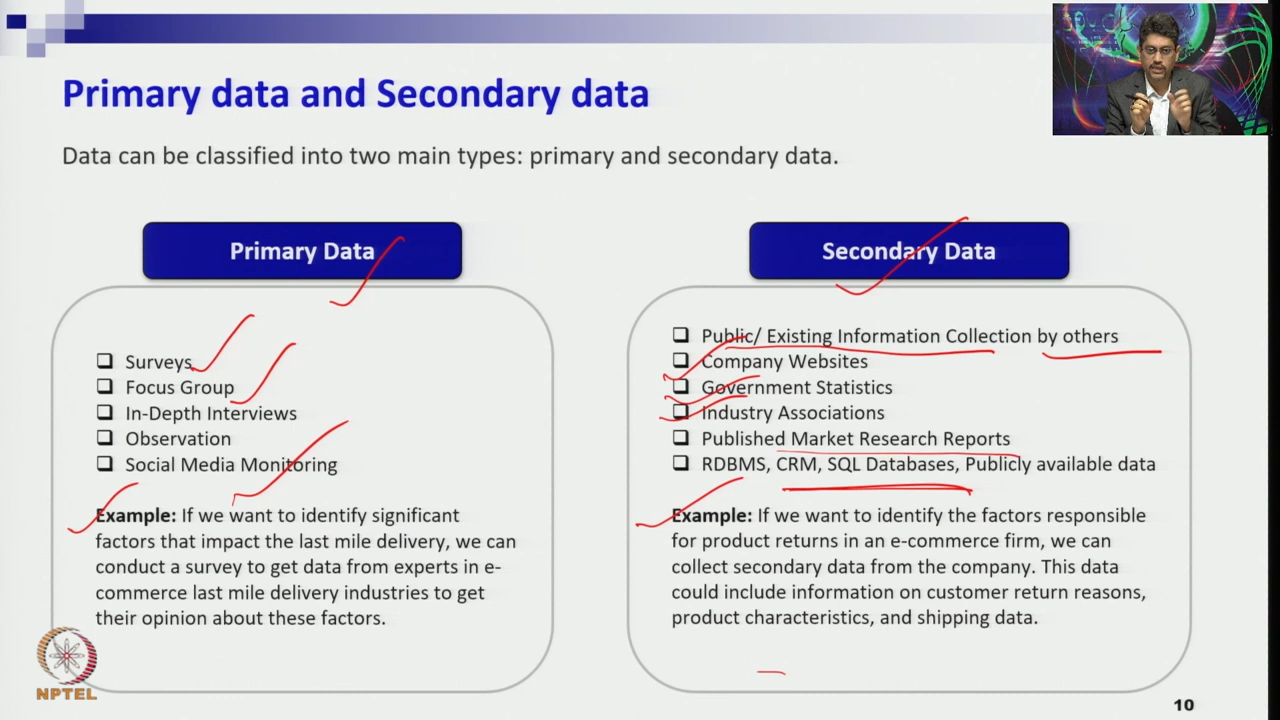 Primary data and Secondary data
Data can be classified into two main types: primary and secondary data.
Primary Data
❑ Surveys
❑ Focus Group
❑ In-Depth Interviews
❑ Observation
❑ Social Media Monitoring
Example: If we want to identify significant
factors that impact the last mile delivery, we can
conduct a survey to get data from experts in e-
commerce last mile delivery industries to get
their opinion about these factors.
Secondary Data
❑ Public/ Existing Information Collection by others
❑ Company Websites
❑ Government Statistics
❑ Industry Associations
❑ Published Market Research Reports
❑ RDBMS, CRM, SQL Databases, Publicly available data
Example: If we want to identify the factors responsible
for product returns in an e-commerce firm, we can
collect secondary data from the company. This data
could include information on customer return reasons,
product characteristics, and shipping data.
NPTEL
10